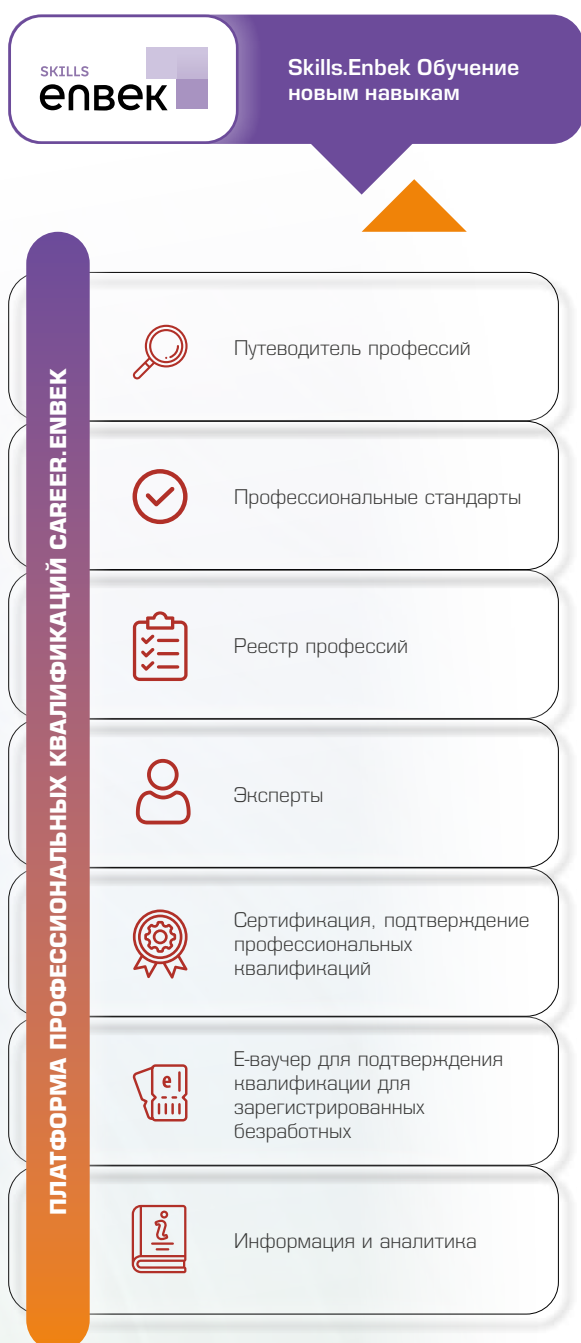 SKILLS
enbek
Skills.Enbek Обучение
новым навыкам
ПЛАТФОРМА ПРОФЕССИОНАЛЬНЫХ КВАЛИФИКАЦИЙ CAREER.ENBEK
Путеводитель профессий
Профессиональные стандарты
Реестр профессий
Эксперты
Сертификация, подтверждение
профессиональных
квалификаций
e
Е-ваучер для подтверждения
квалификации для
зарегистрированных
безработных
i
Информация и аналитика